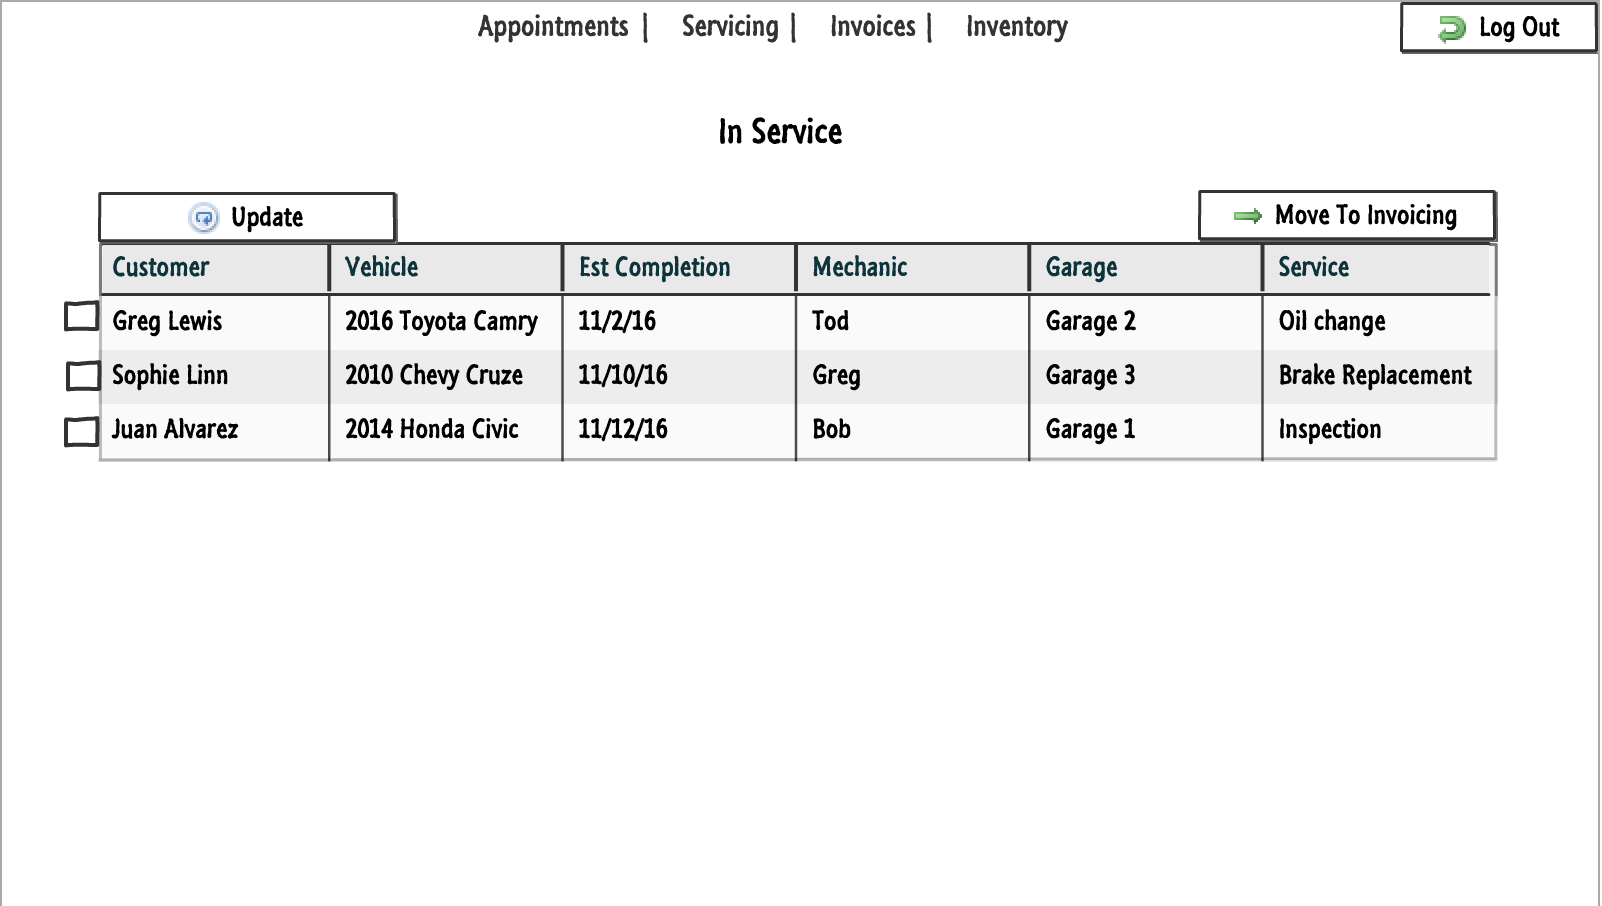 Appointments | Servicing | Invoices | Inventory
Log Out
In Service
Update
Move To Invoicing
Customer Vehicle Est Completion Mechanic Garage Service
Greg Lewis 2016 Toyota Camry 11/2/16 Tod Garage 2 Oil change
Sophie Linn 2010 Chevy Cruze 11/10/16 Greg Garage 3 Brake Replacement
Juan Alvarez 2014 Honda Civic 11/12/16 Bob Garage 1 Inspection